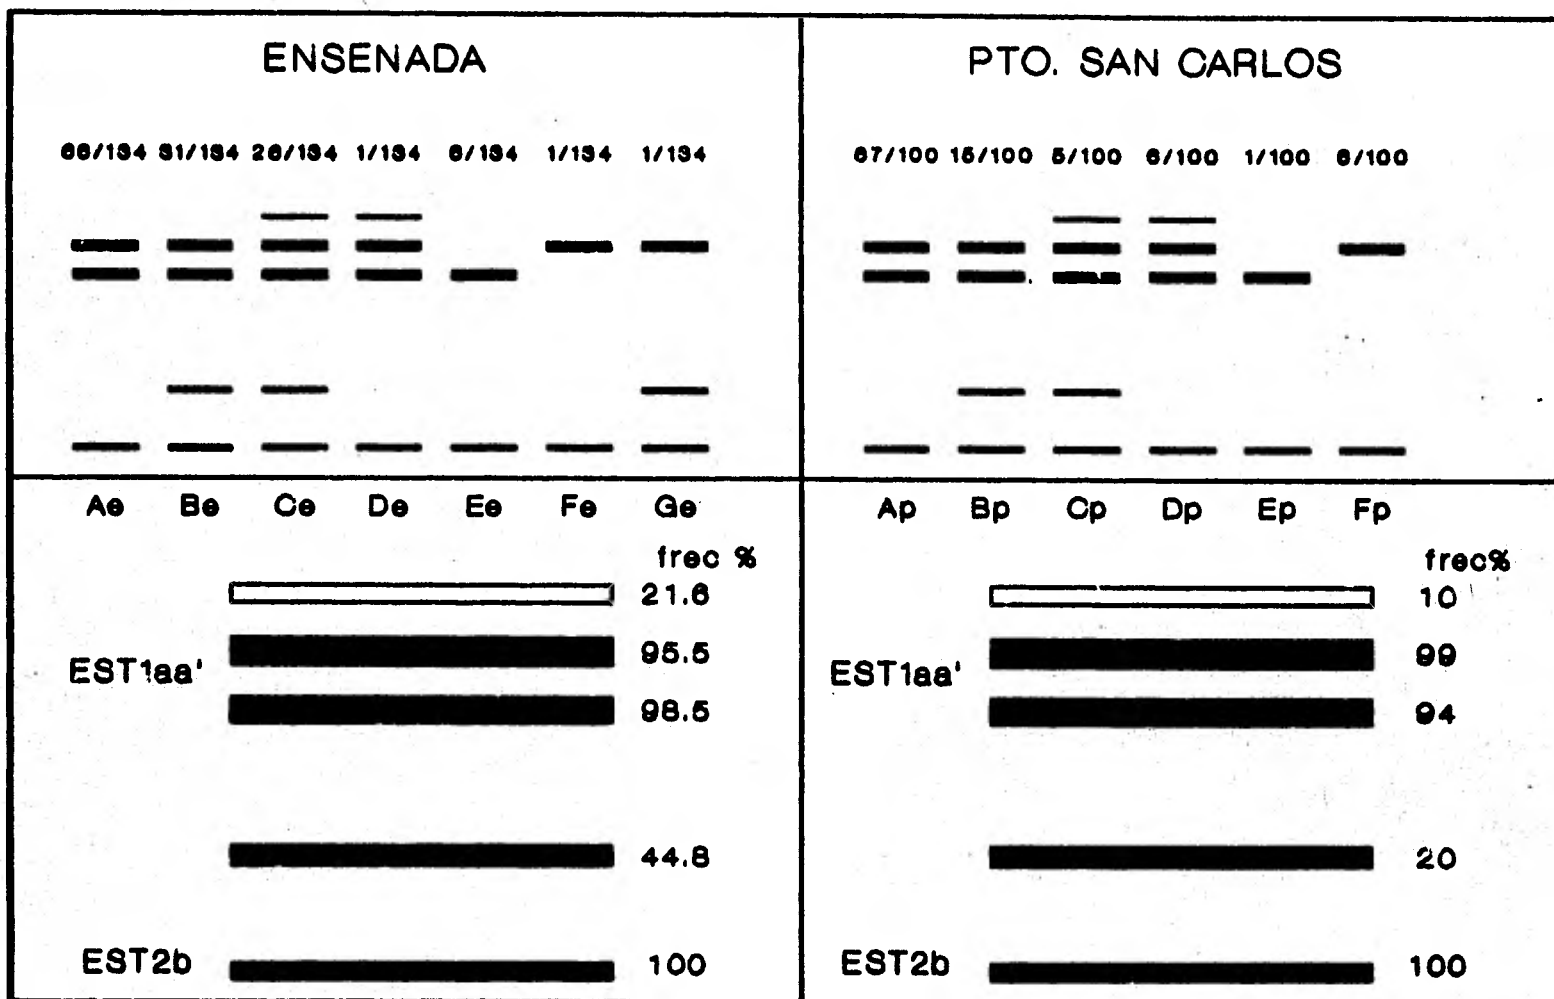 ENSENADA
66/134 31/134 28/134 1/134 6/134 1/134 1/134
Ae Be Ce De Ee Fe Ge
frec %
21.6
EST1aa'
95.5
98.5
44.8
EST2b
100
PTO. SAN CARLOS
67/100 15/100 5/100 6/100 1/100 6/100
Ap Bp Cp Dp Ep Fp
frec%
10
EST1aa'
99
94
20
EST2b
100